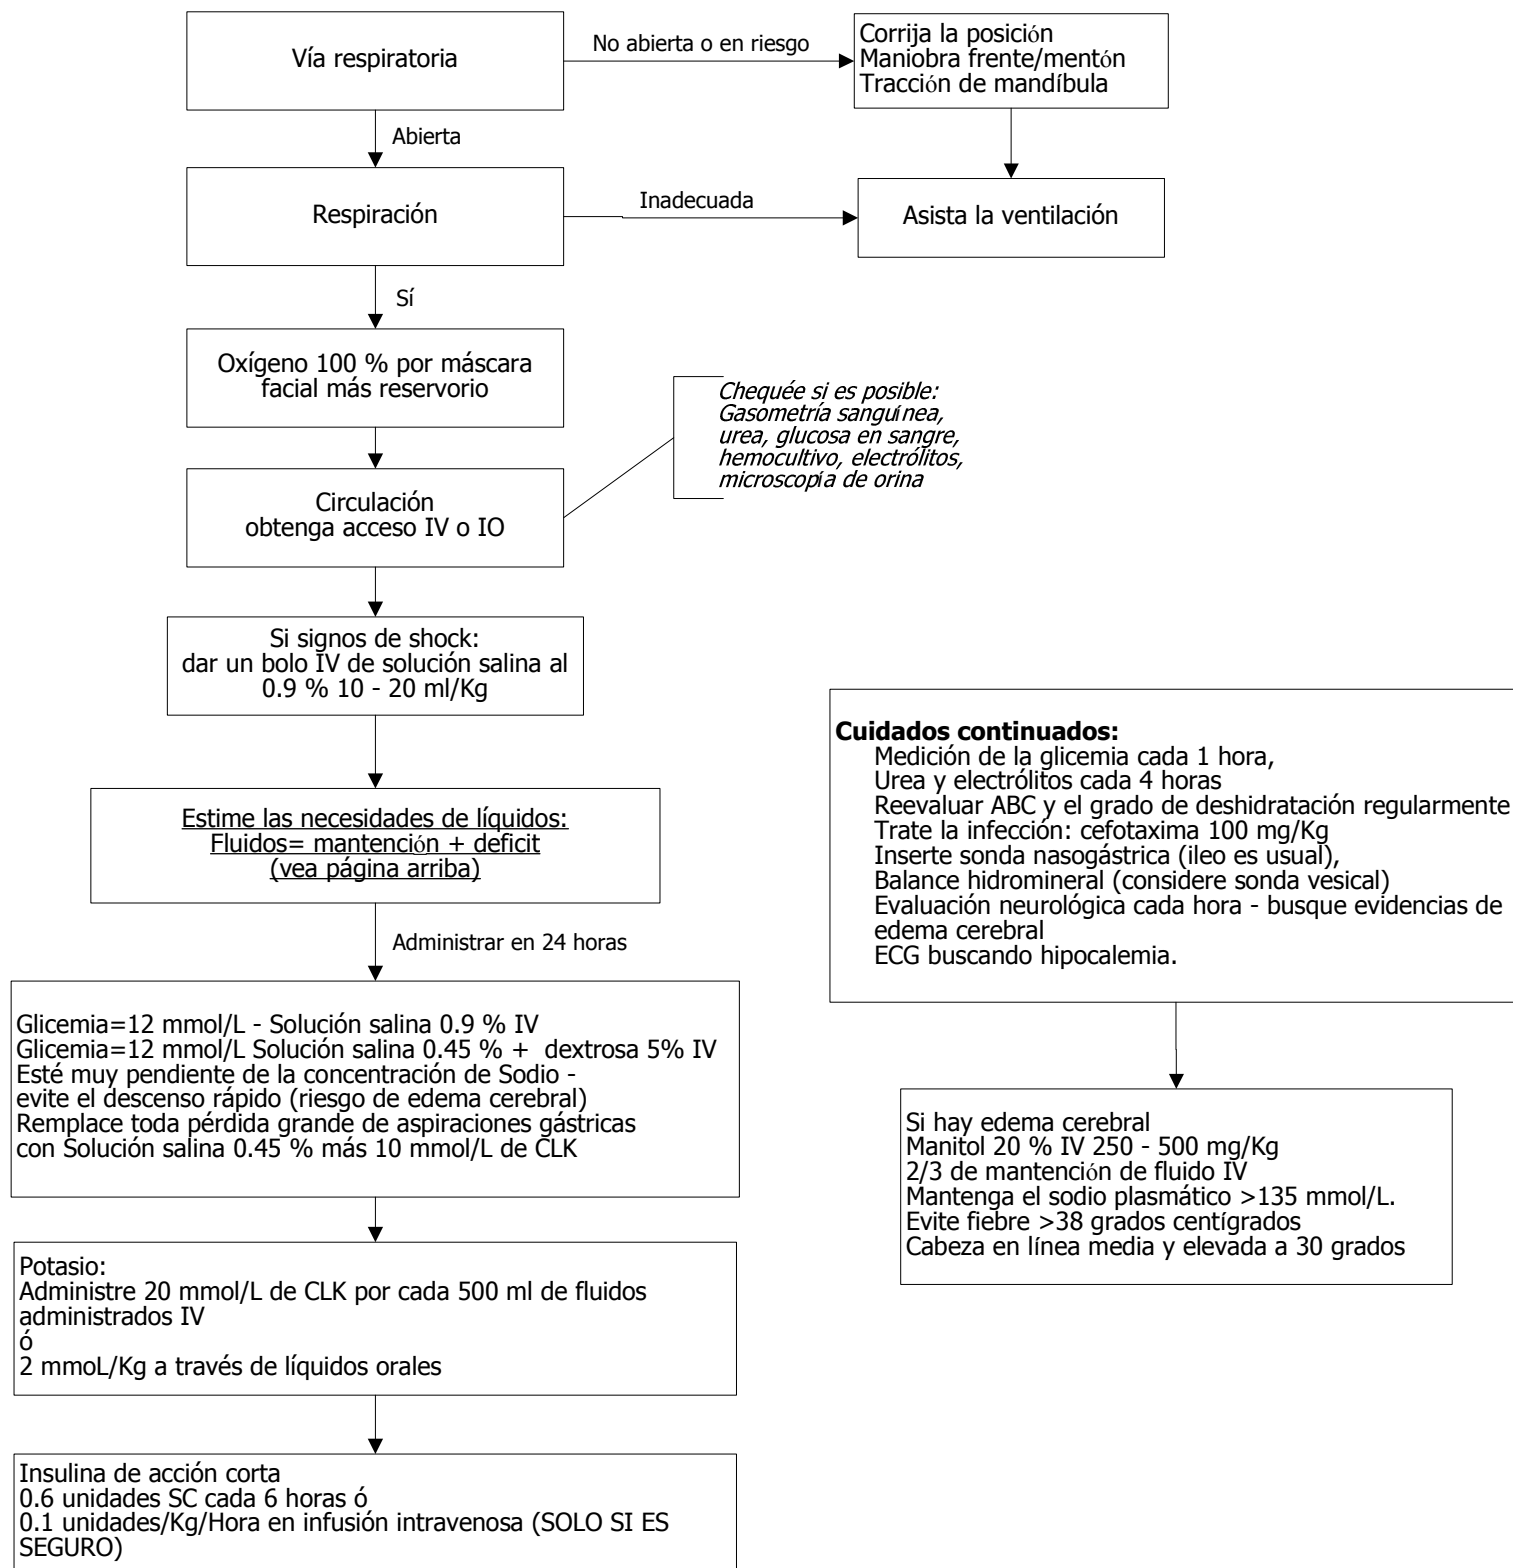 Vía respiratoria
No abierta o en riesgo
Corrija la posición
Maniobra frente/mentón
Tracción de mandíbula
Abierta
Respiración
Inadecuada
Asista la ventilación
Sí
Oxígeno 100 % por máscara
facial más reservorio
Chequée si es posible:
Gasometría sanguínea,
urea, glucosa en sangre,
hemocultivo, electrólitos,
microscopía de orina
Circulación
obtenga acceso IV o IO
Si signos de shock:
dar un bolo IV de solución salina al
0.9 % 10 - 20 ml/Kg
Estime las necesidades de líquidos:
Fluidos= mantención + deficit
(vea página arriba)
Administrar en 24 horas
Glicemia=12 mmol/L - Solución salina 0.9 % IV
Glicemia=12 mmol/L Solución salina 0.45 % + dextrosa 5% IV
Esté muy pendiente de la concentración de Sodio -
evite el descenso rápido (riesgo de edema cerebral)
Remplace toda pérdida grande de aspiraciones gástricas
con Solución salina 0.45 % más 10 mmol/L de CLK
Potasio:
Administre 20 mmol/L de CLK por cada 500 ml de fluidos
administrados IV
ó
2 mmoL/Kg a través de líquidos orales
Insulina de acción corta
0.6 unidades SC cada 6 horas ó
0.1 unidades/Kg/Hora en infusión intravenosa (SOLO SI ES
SEGURO)
Cuidados continuados:
Medición de la glicemia cada 1 hora,
Urea y electrólitos cada 4 horas
Reevaluar ABC y el grado de deshidratación regularmente
Trate la infección: cefotaxima 100 mg/Kg
Inserte sonda nasogástrica (ileo es usual),
Balance hidromineral (considere sonda vesical)
Evaluación neurológica cada hora - busque evidencias de
edema cerebral
ECG buscando hipocalemia.
Si hay edema cerebral
Manitol 20 % IV 250 - 500 mg/Kg
2/3 de mantención de fluido IV
Mantenga el sodio plasmático >135 mmol/L.
Evite fiebre >38 grados centígrados
Cabeza en línea media y elevada a 30 grados